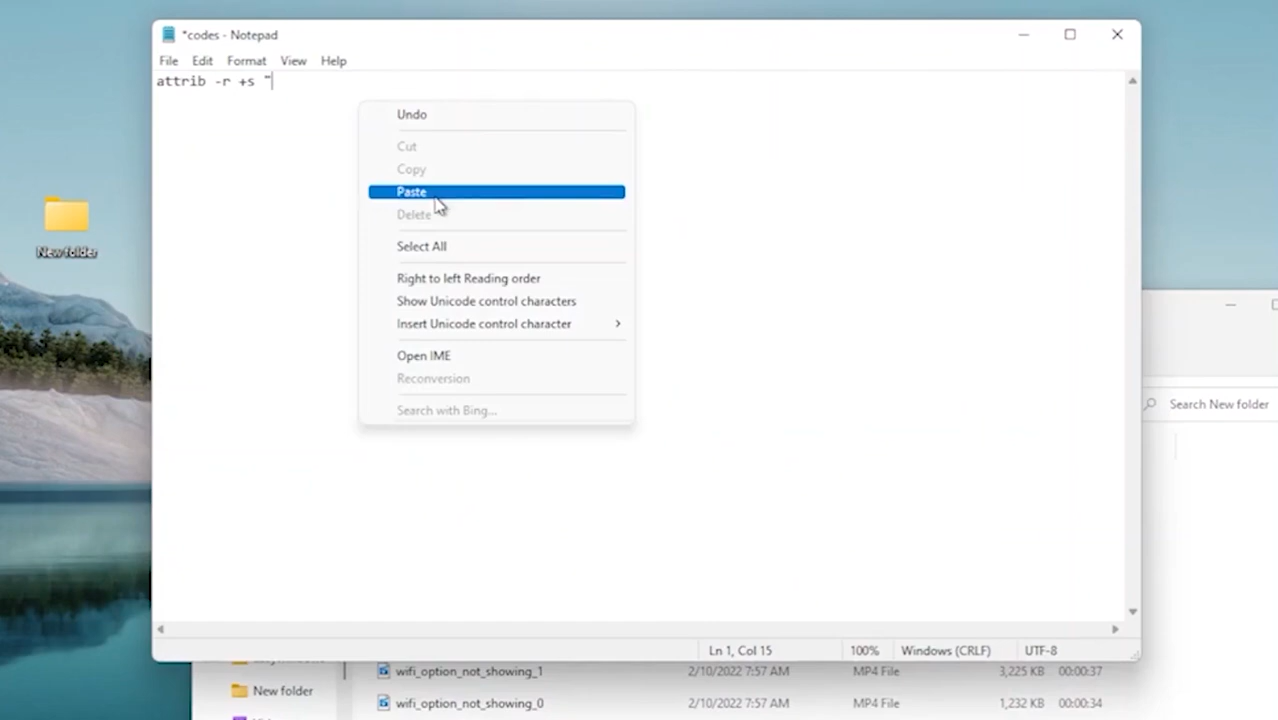 *codes - Notepad
File Edit Format View Help
attrib -r +s "
Undo
Cut
Copy
Paste
Delete
Select All
Right to left Reading order
Show Unicode control characters
Insert Unicode control character
Open IME
Reconversion
Search with Bing...
New folder
Search New folder
Ln 1, Col 15 100% Windows (CRLF) UTF-8
wifi_option_not_showing_1 2/10/2022 7:57 AM MP4 File 3,225 KB 00:00:37
New folder wifi_option_not_showing_0 2/10/2022 7:57 AM MP4 File 1,232 KB 00:00:34